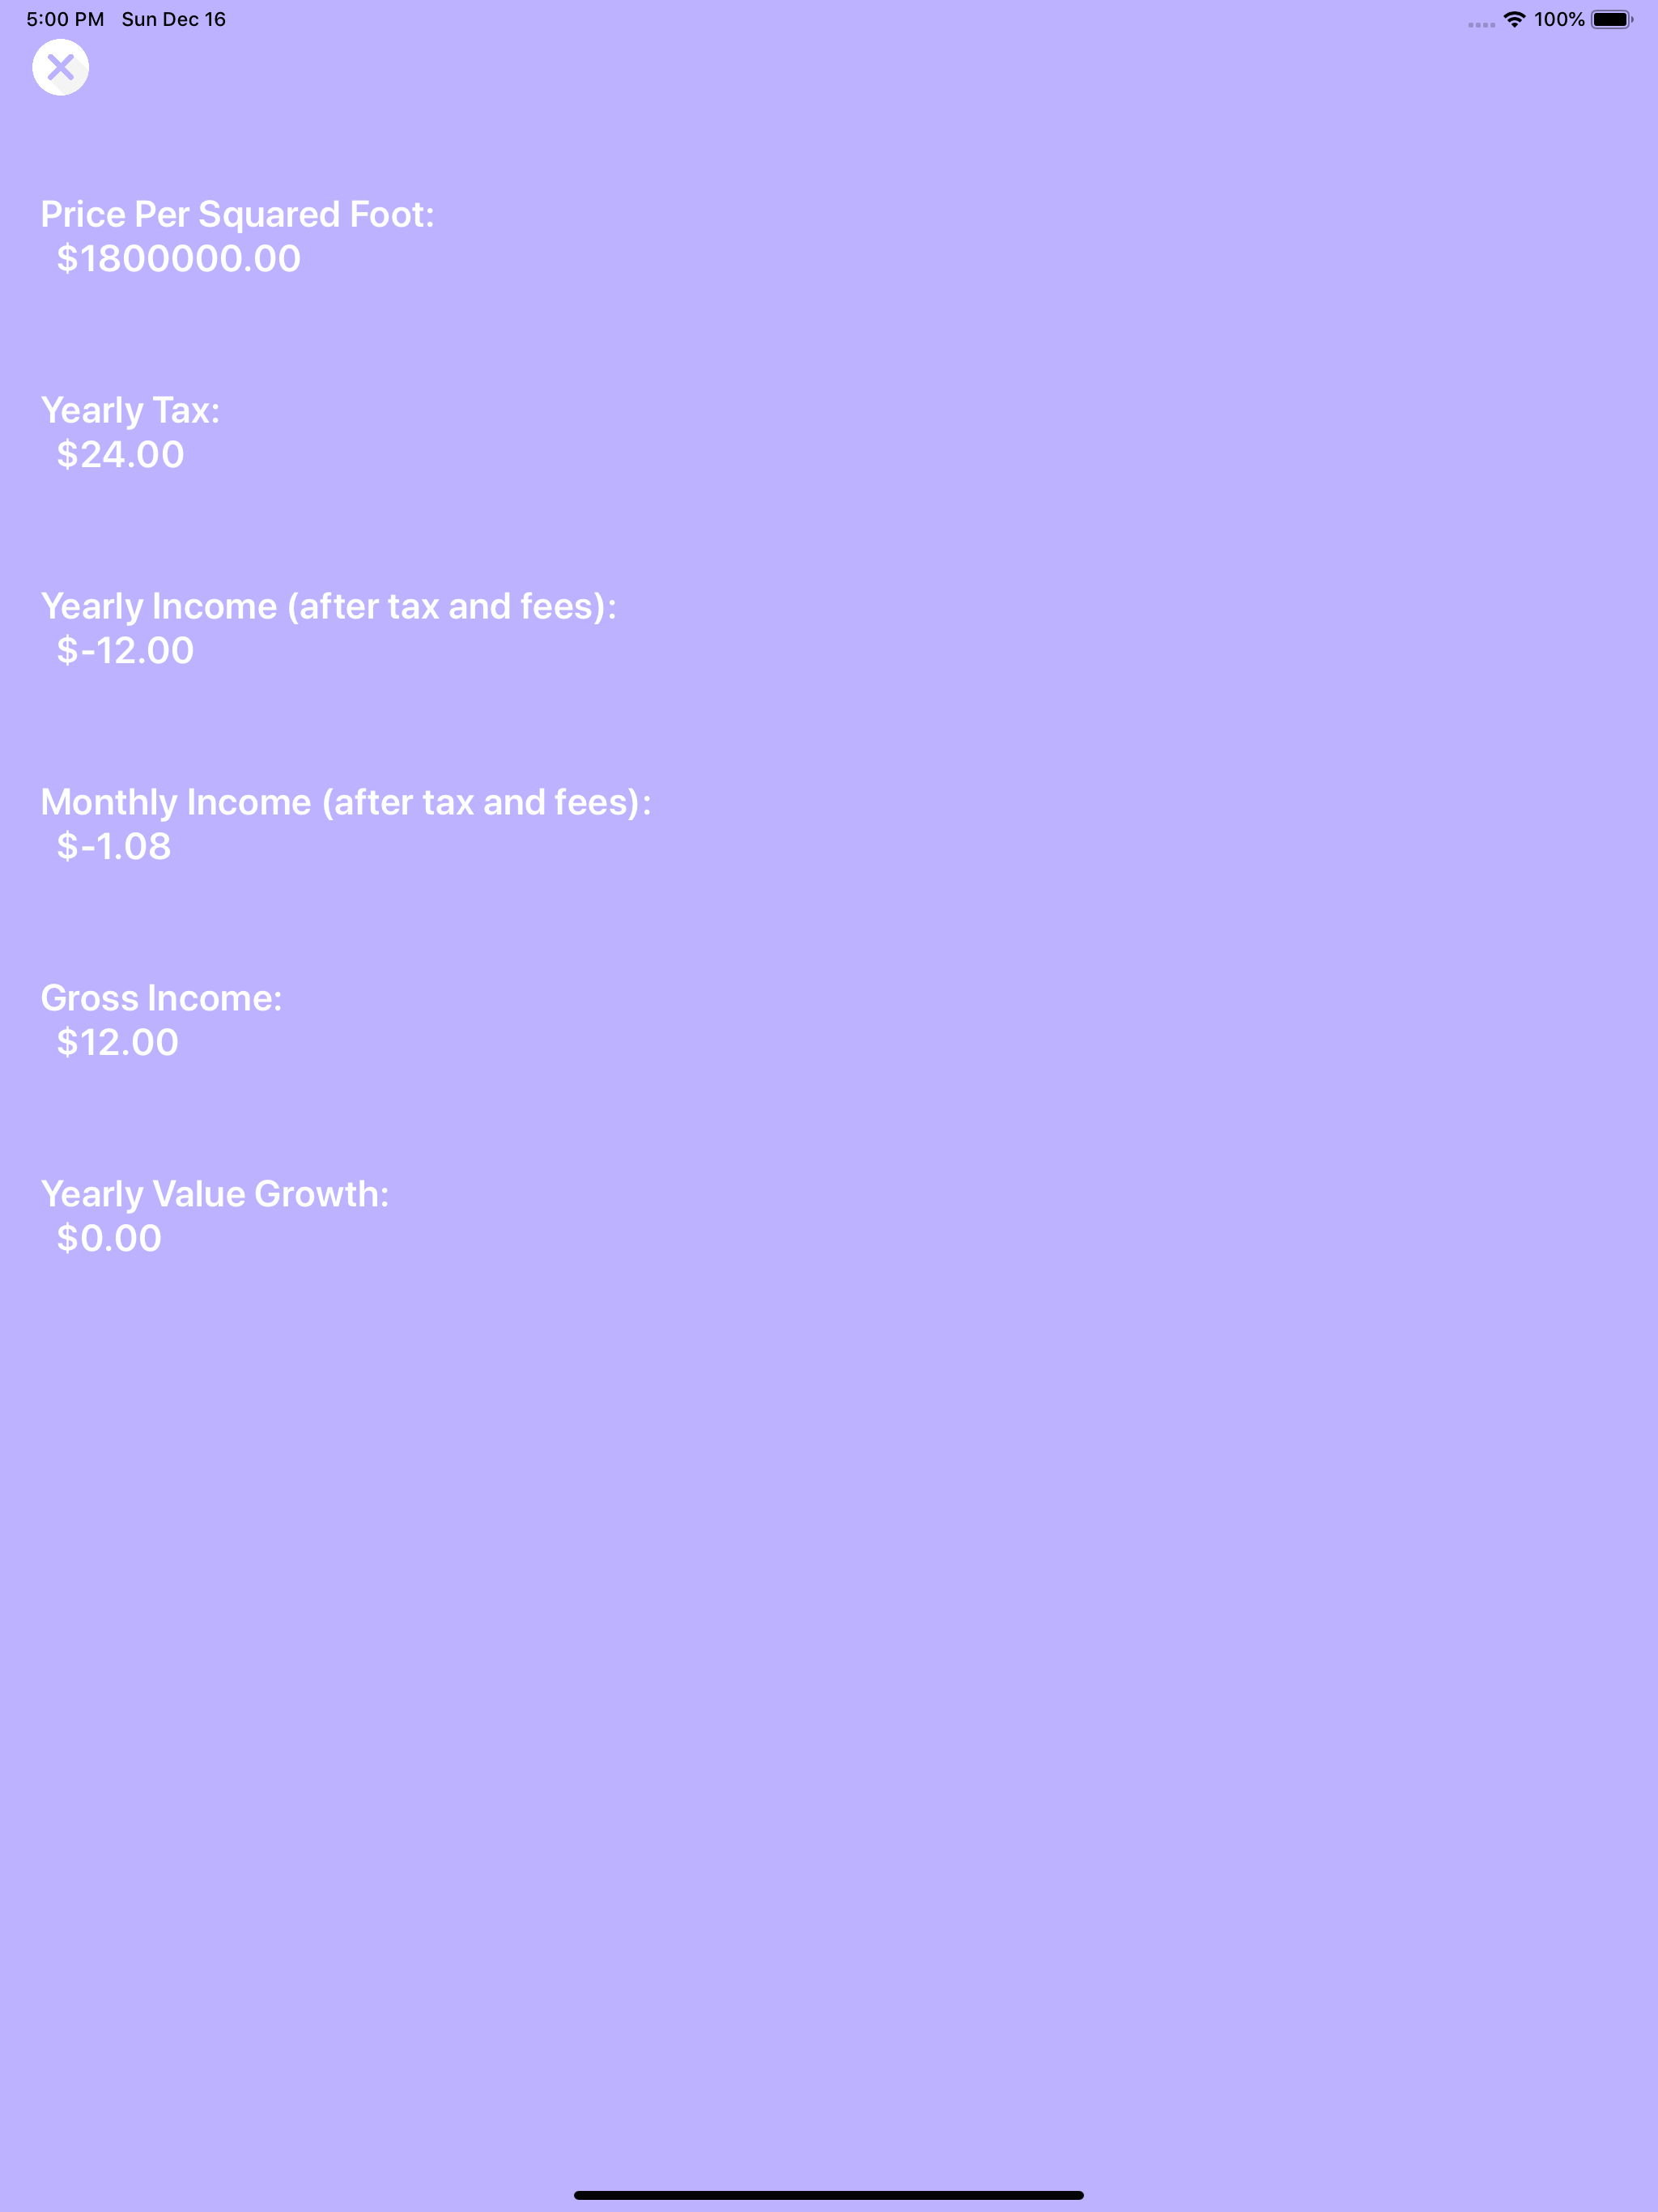 5:00 PM Sun Dec 16 100%
Price Per Squared Foot:
$1800000.00
Yearly Tax:
$24.00
Yearly Income (after tax and fees):
$-12.00
Monthly Income (after tax and fees):
$-1.08
Gross Income:
$12.00
Yearly Value Growth:
$0.00